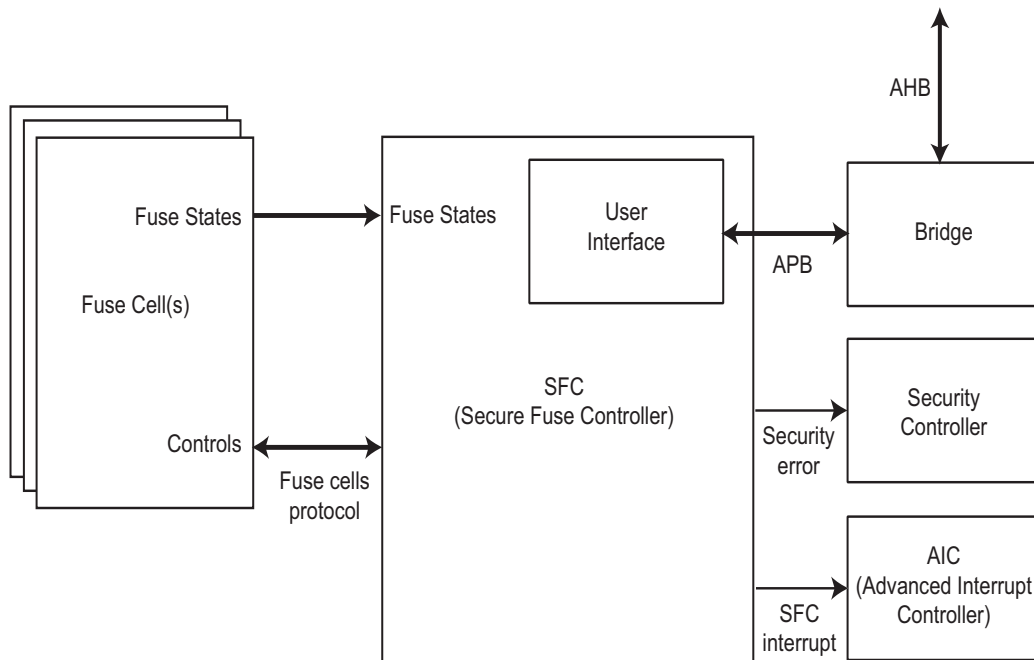 AHB
Fuse States
Fuse States
User
Interface
Bridge
APB
Fuse Cell(s)
SFC
(Secure Fuse Controller)
Security
Controller
Controls
Security
error
Fuse cells
protocol
AIC
(Advanced Interrupt
Controller)
SFC
interrupt